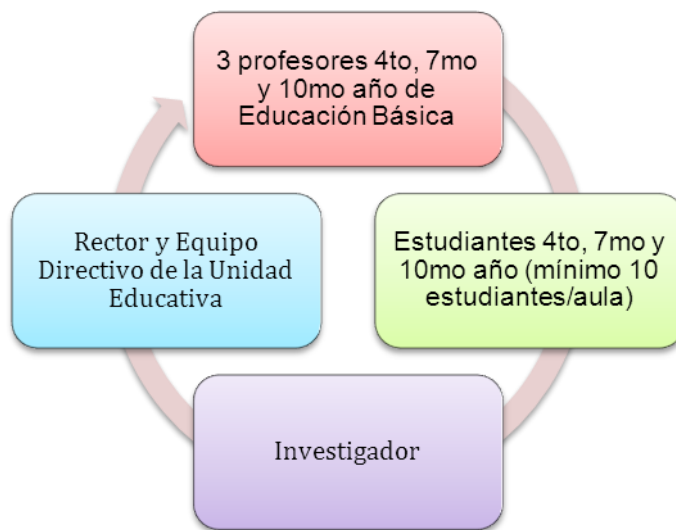 3 profesores 4to, 7mo
y 10mo año de
Educación Básica
Rector y Equipo
Directivo de la Unidad
Educativa
Estudiantes 4to, 7mo y
10mo año (mínimo 10
estudiantes/aula)
Investigador